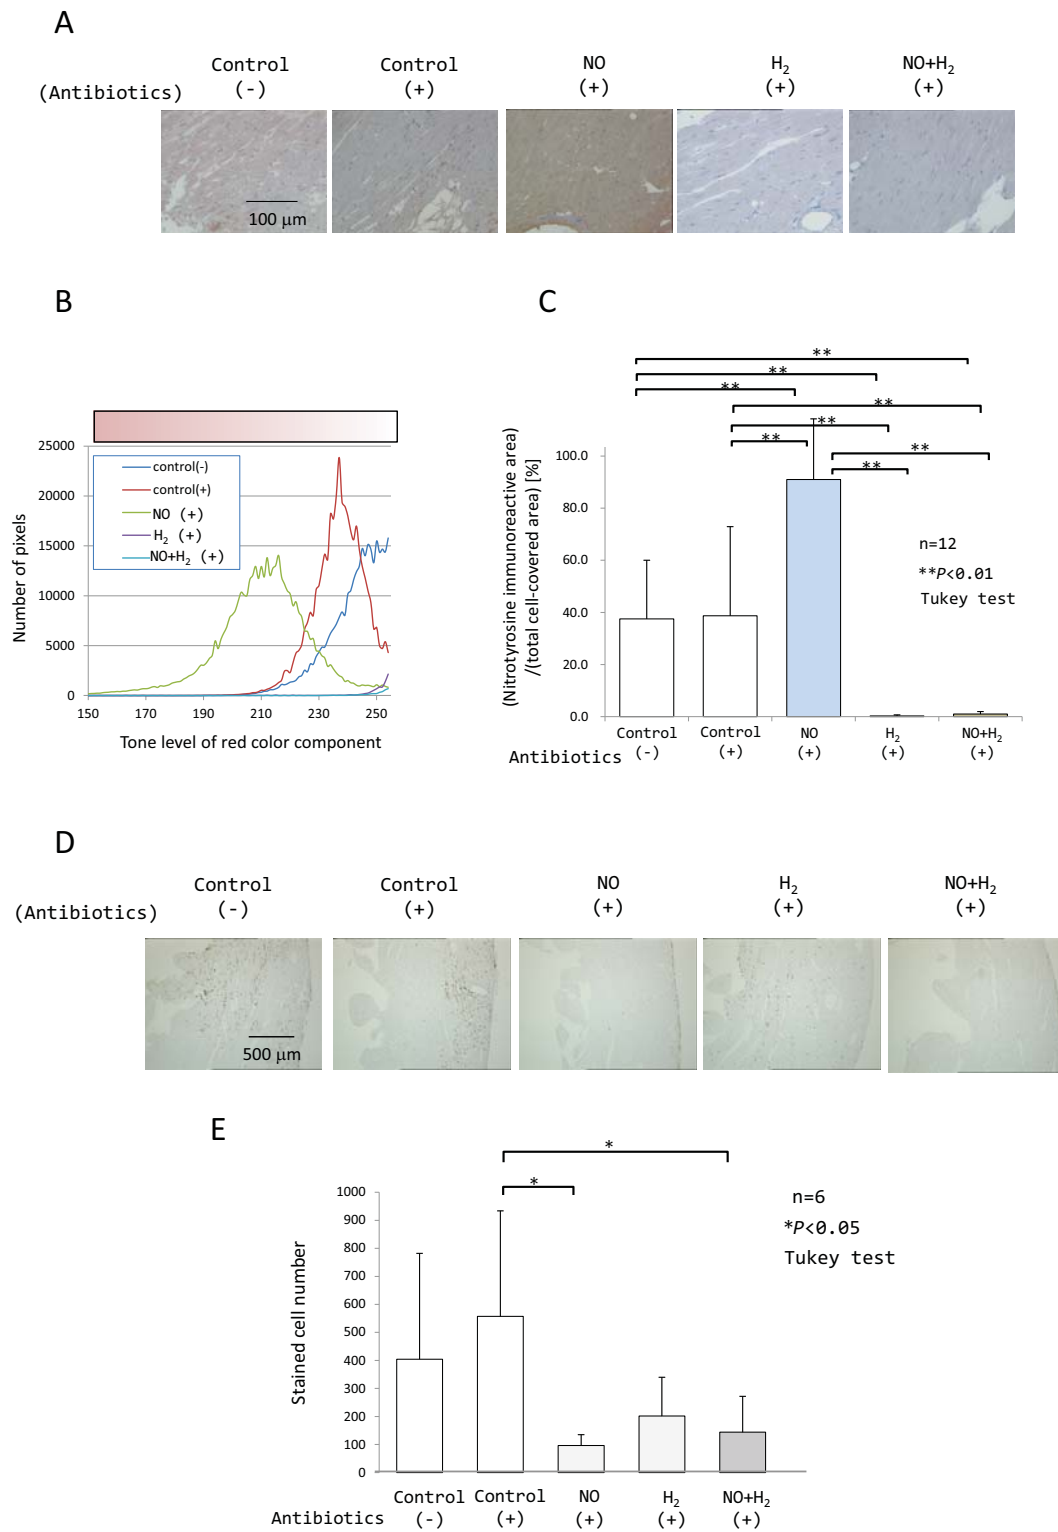 A
Control Control NO H₂ NO+H₂
(Antibiotics) (-) (+) (+) (+) (+)
100 μm
B
25000
20000
15000
10000
5000
0
Number of pixels
control(-)
control(+)
NO (+)
H₂ (+)
NO+H₂ (+)
150 170 190 210 230 250
Tone level of red color component
C
**
**
**
**
**
**
**
**
(Nitrotyrosine immunoreactive area)
/(total cell-covered area) [%]
100.0
80.0
60.0
40.0
20.0
0.0
n=12
**P<0.01
Tukey test
Control Control NO H₂ NO+H₂
Antibiotics (-) (+) (+) (+) (+)
D
Control Control NO H₂ NO+H₂
(Antibiotics) (-) (+) (+) (+) (+)
500 μm
E
*
*
n=6
*P<0.05
Tukey test
Stained cell number
1000
900
800
700
600
500
400
300
200
100
0
Control Control NO H₂ NO+H₂
Antibiotics (-) (+) (+) (+) (+)